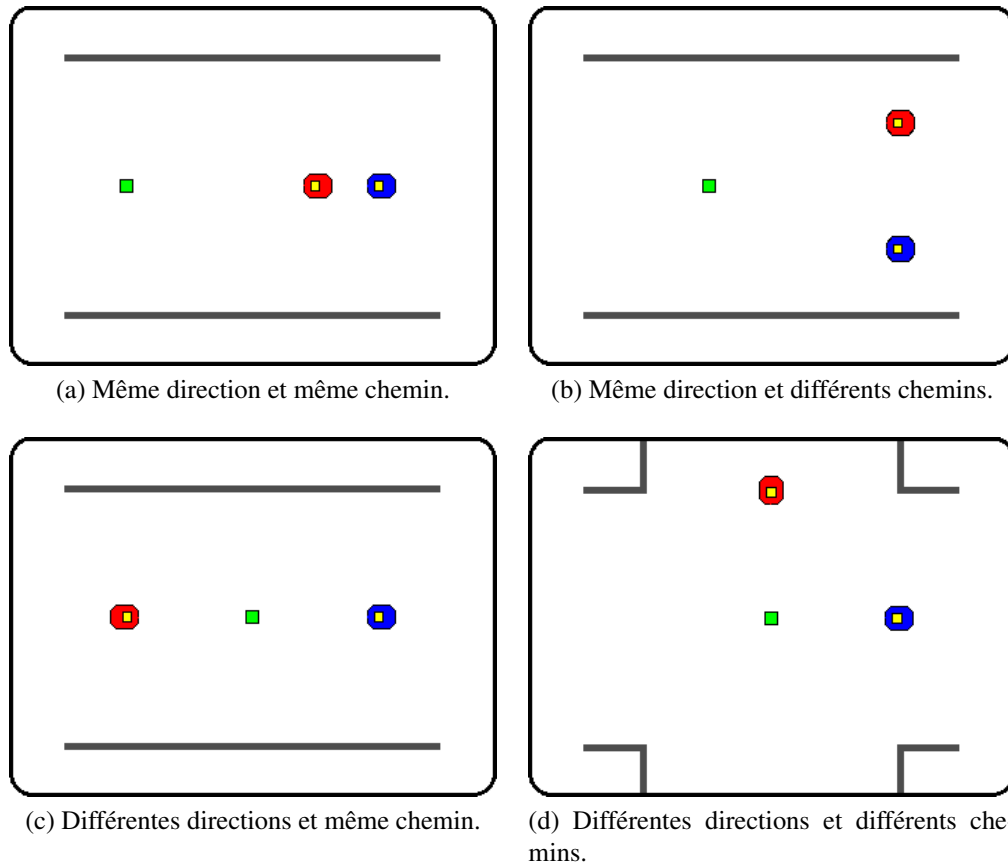 (a) Même direction et même chemin.
(b) Même direction et différents chemins.
(c) Différentes directions et même chemin.
(d) Différentes directions et différents che-
mins.